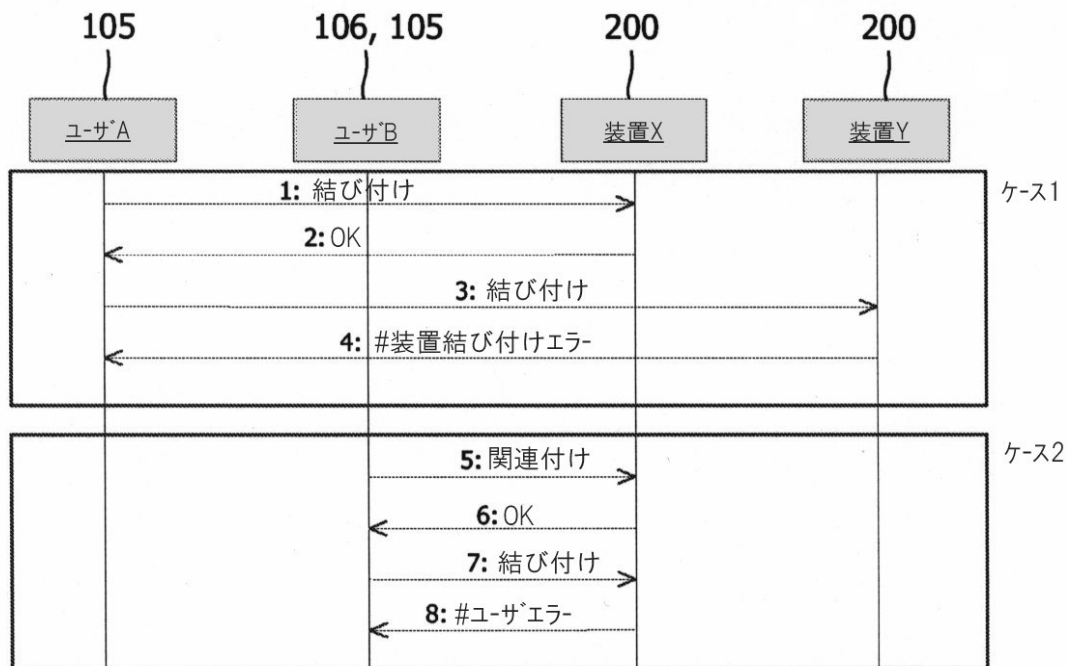 105
106, 105
200
200
ユーザA
ユーザB
装置X
装置Y
ケース1
1: 結び付け
2: OK
3: 結び付け
4: #装置結び付けエラー
ケース2
5: 関連付け
6: OK
7: 結び付け
8: #ユーザエラー